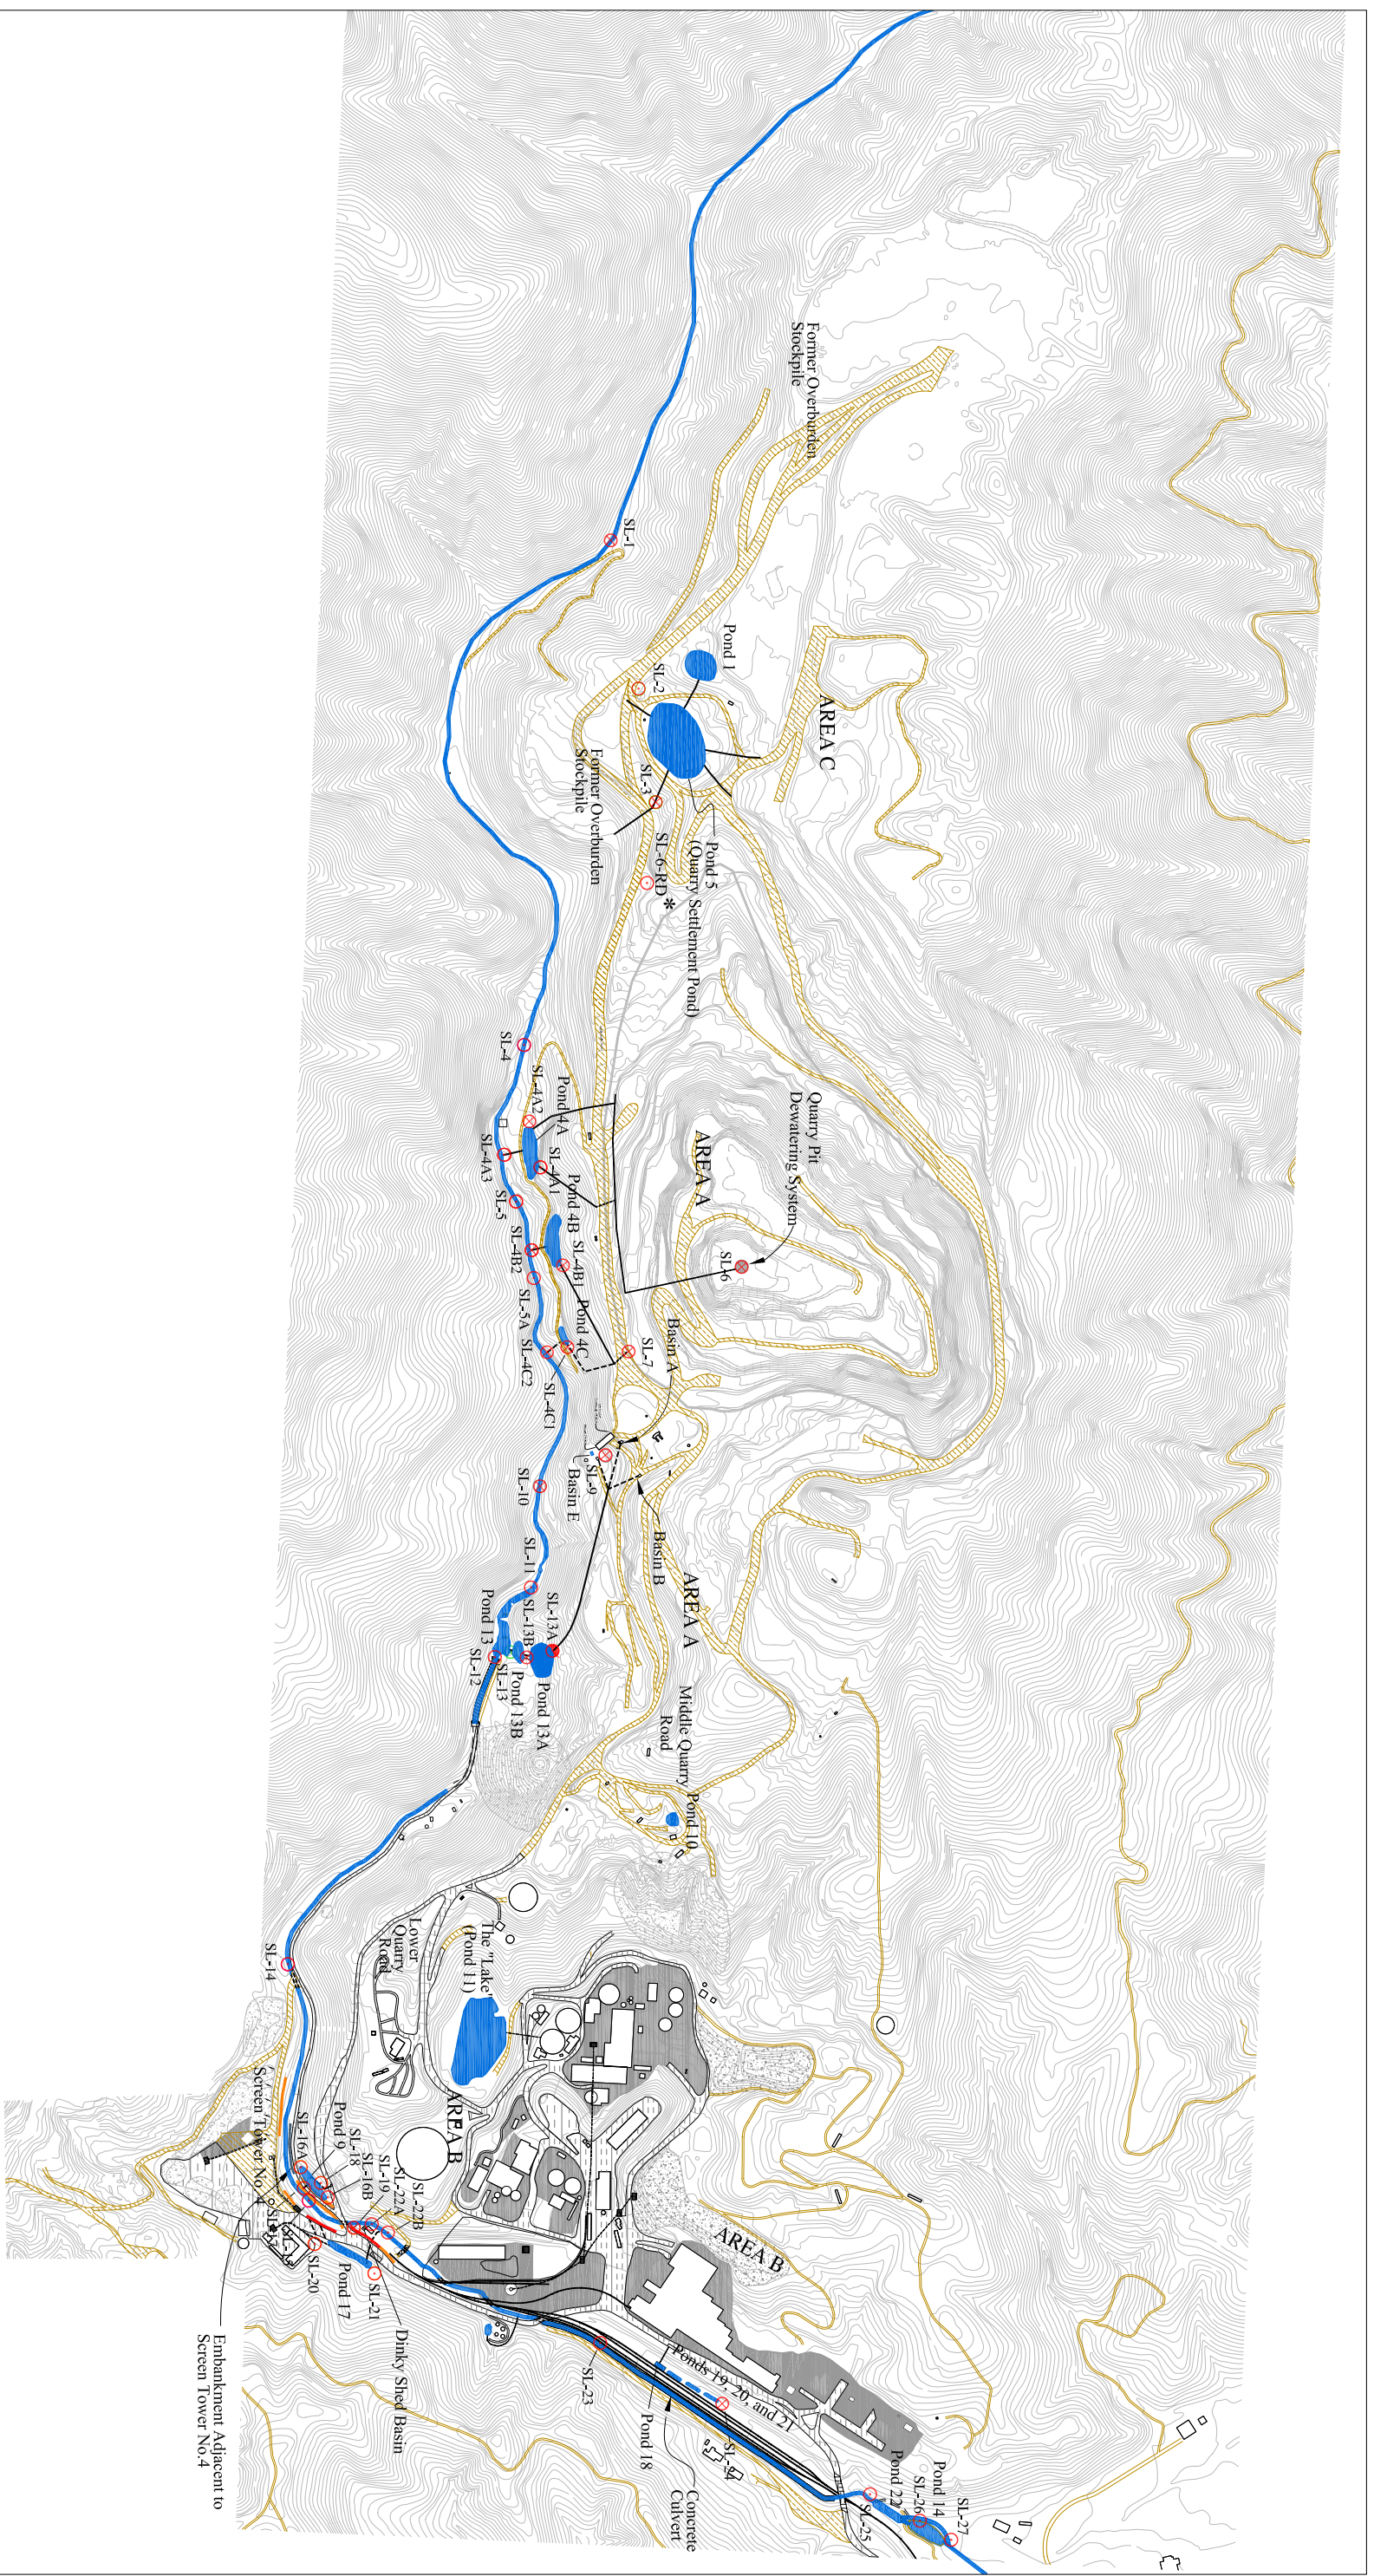 Former Overburden
Stockpile
SL-1
Pond 1
SL-2
AREA C
Former Overburden
Stockpile
SL-3
Pond 5
(Quarry Settlement Pond)
SL-6-RD*
SL-4
SL-4A2
Pond 4A
SL-4A3
SL-4A1
SL-5
Pond 4B
SL-4B2
SL-4B1
SL-5A
Pond 4C
SL-4C2
SL-4C1
AREA A
Quarry Pit
Dewatering System
SL-6
SL-7
Basin A
SL-9
Basin E
Basin B
SL-10
SL-11
AREA A
SL-13A
SL-13B
Pond 13
SL-12
SL-13
Pond 13B
Pond 13A
Middle Quarry
Road
Pond 10
Lower
Quarry
Road
The "Lake"
(Pond 11)
SL-14
AREA B
Screen Tower No. 4
SL-16A
Pond 9
SL-18
SL-16B
SL-19
SL-22A
SL-22B
SL-17
SL-15
SL-20
Pond 17
SL-21
Dinky Shed Basin
Embankment Adjacent to
Screen Tower No.4
AREA B
SL-23
Ponds 19, 20, and 21
Pond 18
SL-24
Concrete
Culvert
SL-25
Pond 22
SL-26
Pond 14
SL-27